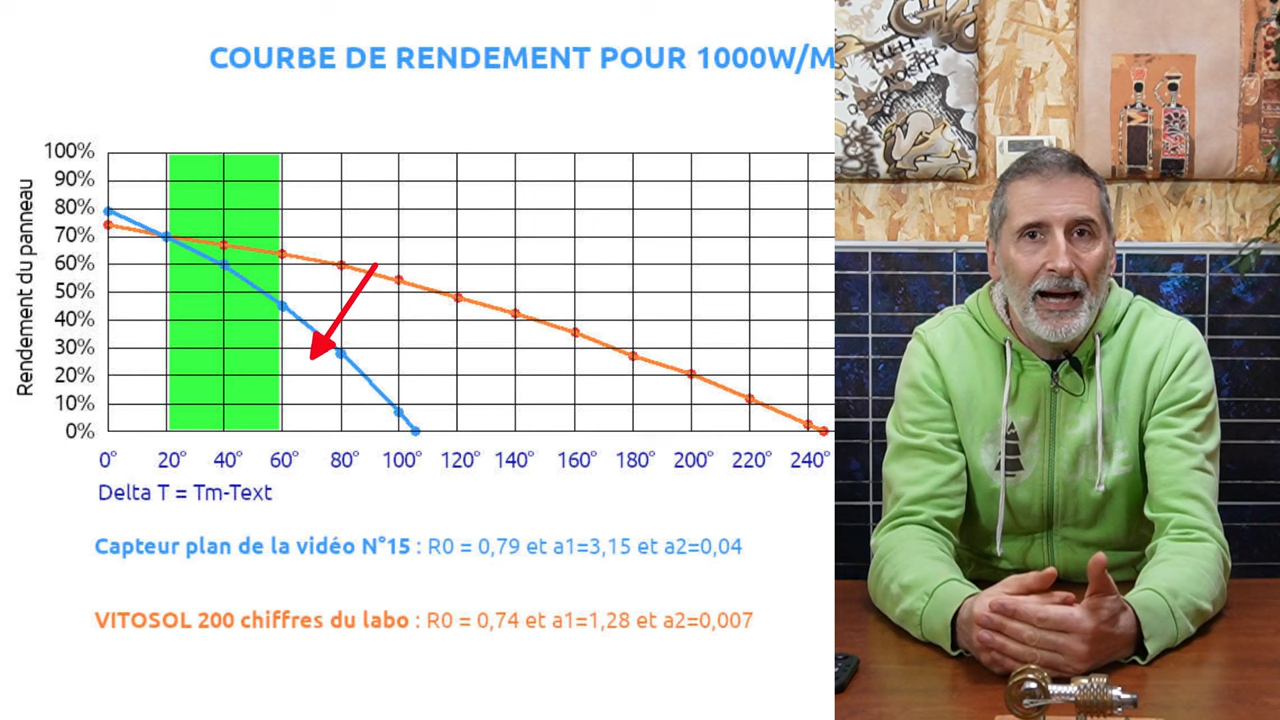 COURBE DE RENDEMENT POUR 1000W/M
100%
90%
80%
70%
60%
50%
40%
30%
20%
10%
0%
Rendement du panneau
0° 20° 40° 60° 80° 100° 120° 140° 160° 180° 200° 220° 240°
Delta T = Tm-Text
Capteur plan de la vidéo N°15 : R0 = 0,79 et a1=3,15 et a2=0,04
VITOSOL 200 chiffres du labo : R0 = 0,74 et a1=1,28 et a2=0,007